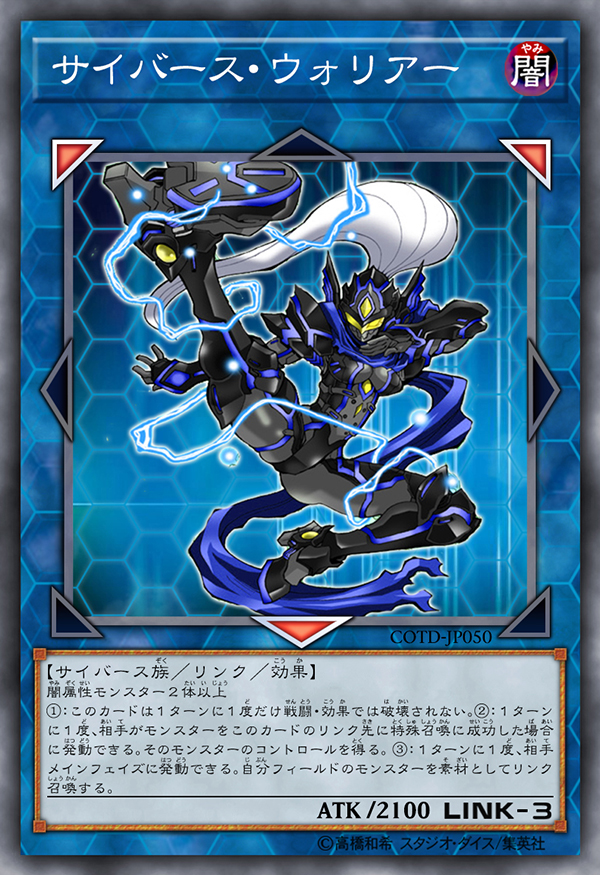 サイバース・ウォリアー
やみ
闇
COTD-JP050
【サイバース族／リンク／効果】
闇属性モンスター２体以上
①：このカードは１ターンに１度だけ戦闘・効果では破壊されない。②：１ターン
に１度、相手がモンスターをこのカードのリンク先に特殊召喚に成功した場合
に発動できる。そのモンスターのコントロールを得る。③：１ターンに１度、相手
メインフェイズに発動できる。自分フィールドのモンスターを素材としてリンク
召喚する。
ATK/2100 LINK-3
©高橋和希 スタジオ・ダイス/集英社